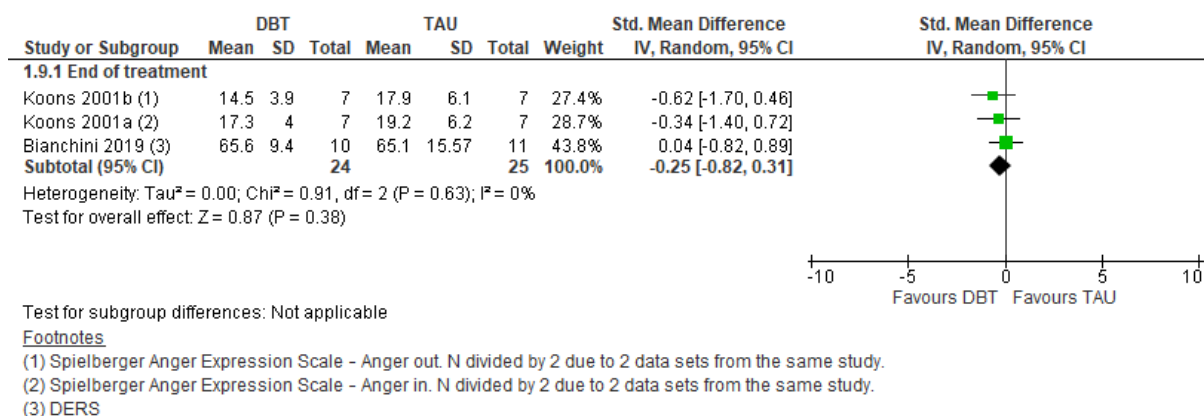 DBT TAU Std. Mean Difference Std. Mean Difference
Study or Subgroup Mean SD Total Mean SD Total Weight IV, Random, 95% CI IV, Random, 95% CI
1.9.1 End of treatment
Koons 2001b (1) 14.5 3.9 7 17.9 6.1 7 27.4% -0.62 [-1.70, 0.46]
Koons 2001a (2) 17.3 4 7 19.2 6.2 7 28.7% -0.34 [-1.40, 0.72]
Bianchini 2019 (3) 65.6 9.4 10 65.1 15.57 11 43.8% 0.04 [-0.82, 0.89]
Subtotal (95% CI) 24 25 100.0% -0.25 [-0.82, 0.31]
Heterogeneity: Tau² = 0.00; Chi² = 0.91, df = 2 (P = 0.63); I² = 0%
Test for overall effect: Z = 0.87 (P = 0.38)
-10 -5 0 5 10
Favours DBT Favours TAU
Test for subgroup differences: Not applicable
Footnotes
(1) Spielberger Anger Expression Scale - Anger out. N divided by 2 due to 2 data sets from the same study.
(2) Spielberger Anger Expression Scale - Anger in. N divided by 2 due to 2 data sets from the same study.
(3) DERS